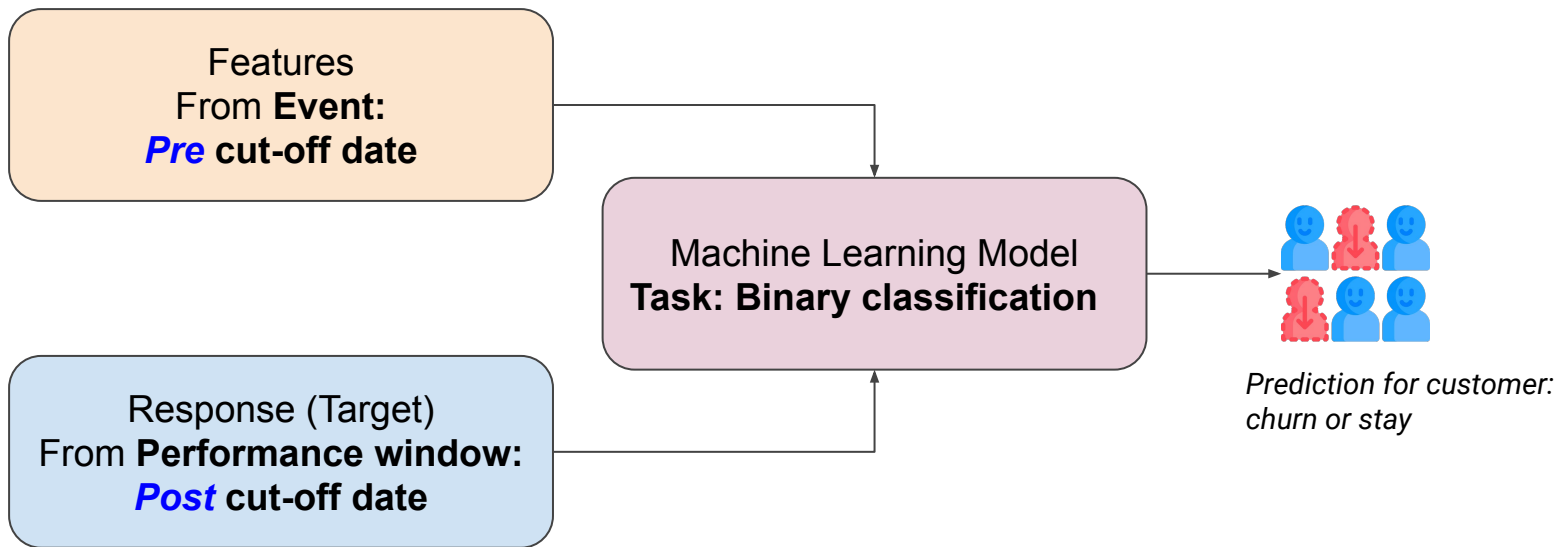 Features
From Event:
Pre cut-off date
Machine Learning Model
Task: Binary classification
Response (Target)
From Performance window:
Post cut-off date
Prediction for customer:
churn or stay